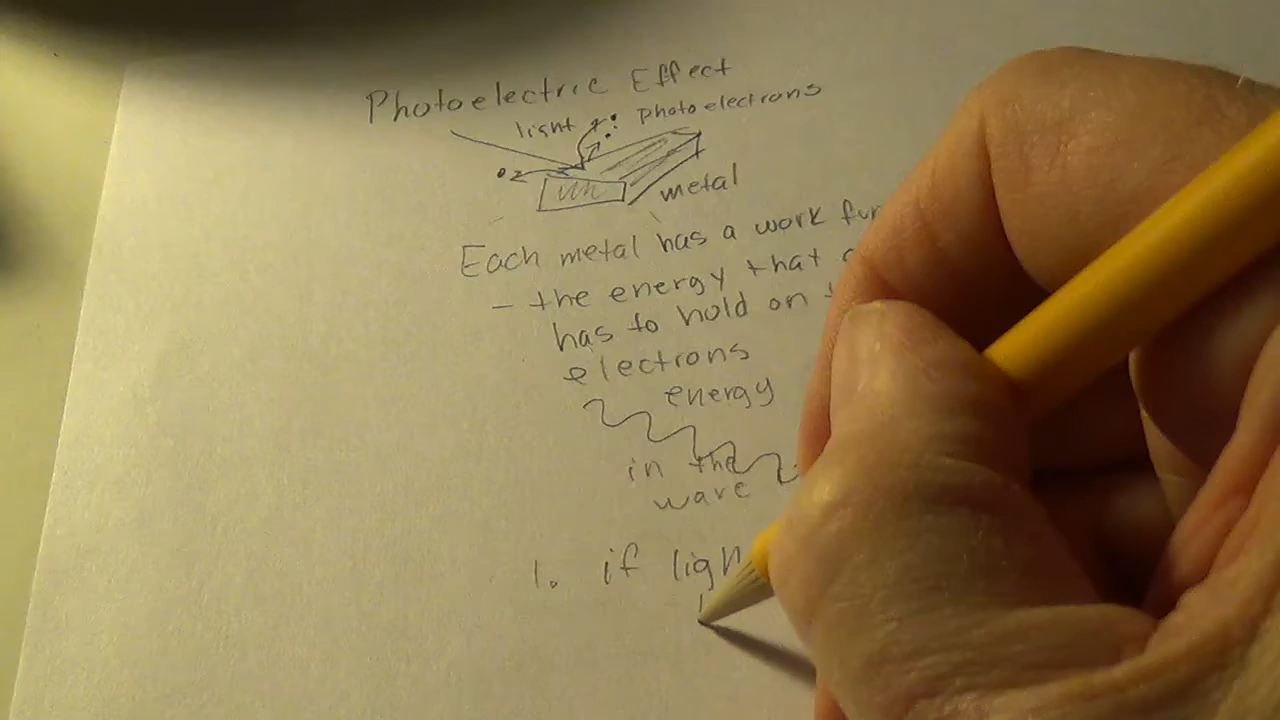 Photoelectric Effect
light photoelectrons
metal
Each metal has a work
- the energy that
has to hold on
electrons
energy
in the
wave
1. if